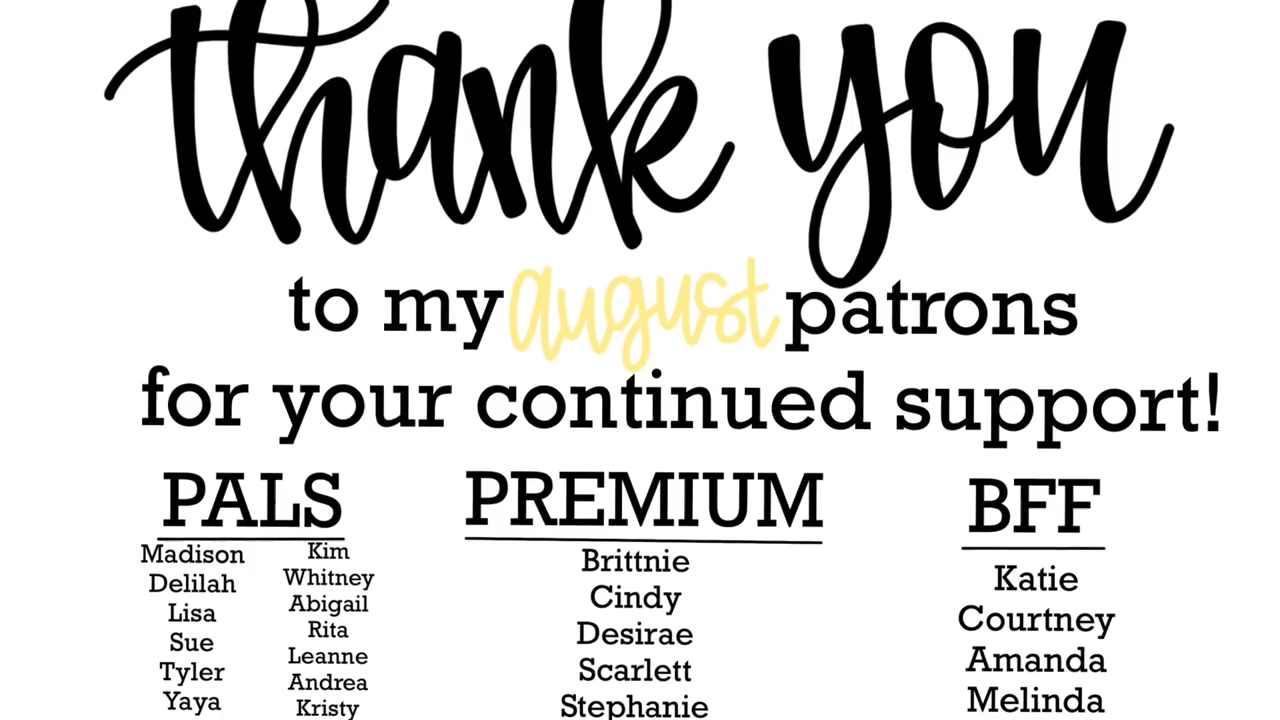 thank you
to my august patrons
for your continued support!
PALS
Madison
Delilah
Lisa
Sue
Tyler
Yaya
Kim
Whitney
Abigail
Rita
Leanne
Andrea
Kristy
PREMIUM
Brittnie
Cindy
Desirae
Scarlett
Stephanie
BFF
Katie
Courtney
Amanda
Melinda